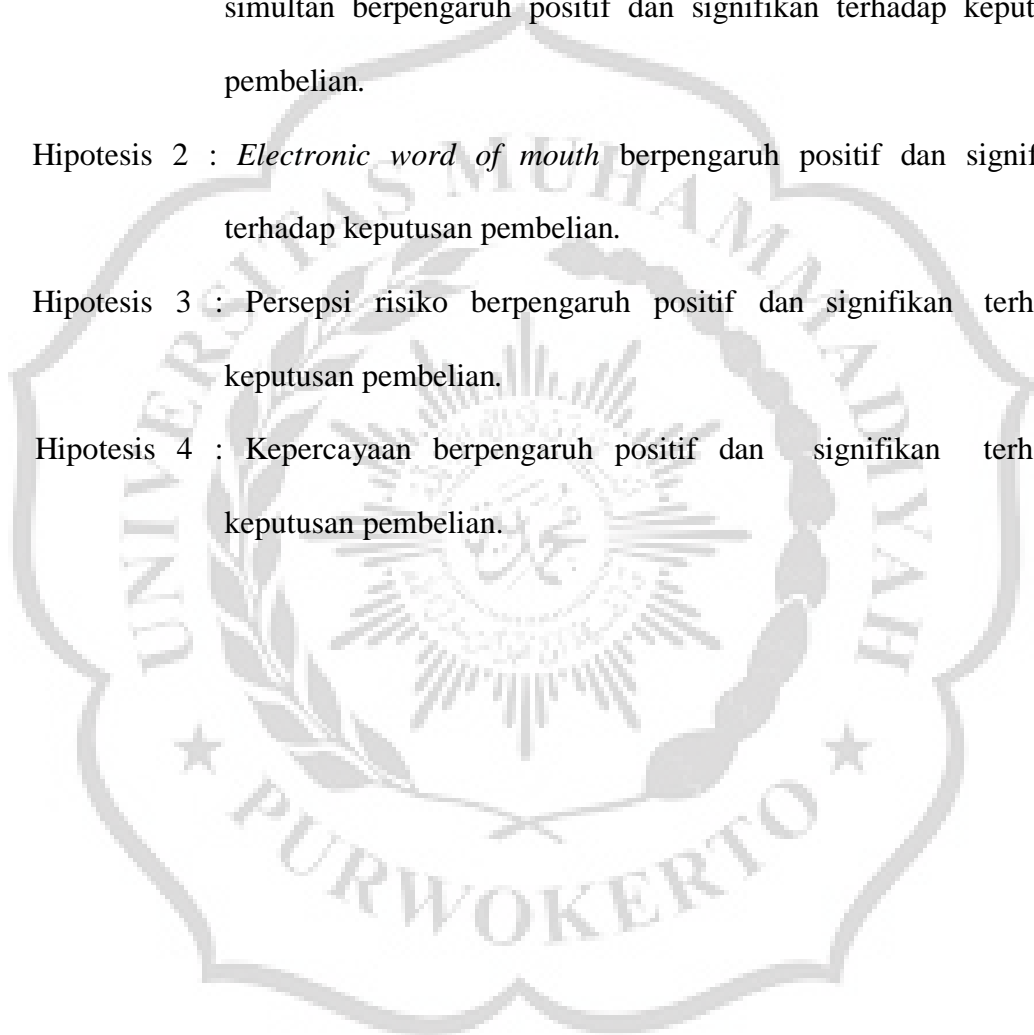 simultan berpengaruh positif dan signifikan terhadap keput
pembelian.
Hipotesis 2 : Electronic word of mouth berpengaruh positif dan signif
terhadap keputusan pembelian.
Hipotesis 3 : Persepsi risiko berpengaruh positif dan signifikan terh
keputusan pembelian.
Hipotesis 4 : Kepercayaan berpengaruh positif dan signifikan terh
keputusan pembelian.
UNIVERSITAS MUHAMMADIYAH
PURWOKERTO